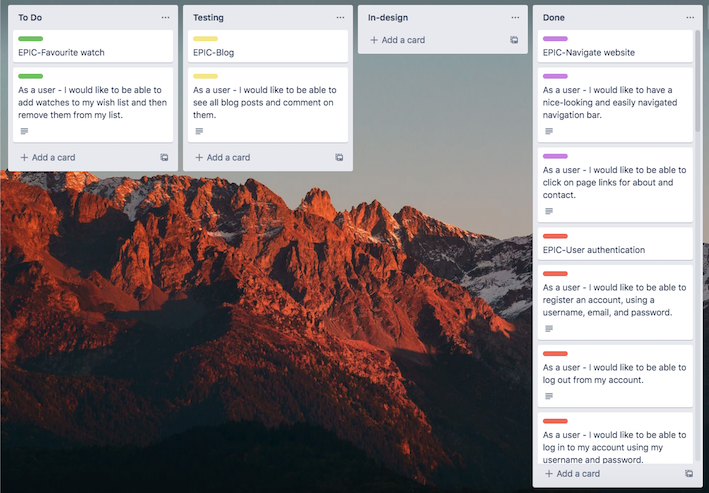 To Do
EPIC-Favourite watch
As a user - I would like to be able to
add watches to my wish list and then
remove them from my list.
+ Add a card
Testing
EPIC-Blog
As a user - I would like to be able to
see all blog posts and comment on
them.
+ Add a card
In-design
+ Add a card
Done
EPIC-Navigate website
As a user - I would like to have a
nice-looking and easily navigated
navigation bar.
As a user - I would like to be able to
click on page links for about and
contact.
EPIC-User authentication
As a user - I would like to be able to
register an account, using a
username, email, and password.
As a user - I would like to be able to
log out from my account.
As a user - I would like to be able to
log in to my account using my
username and password.
+ Add a card